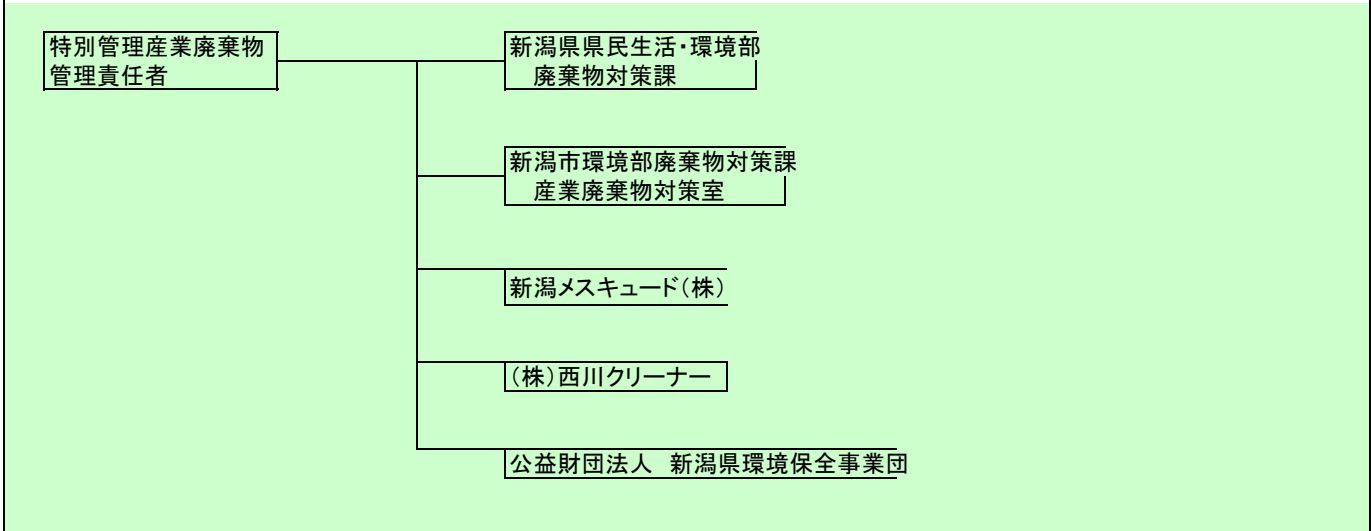 特別管理産業廃棄物
管理責任者
新潟県県民生活・環境部
廃棄物対策課
新潟市環境部廃棄物対策課
産業廃棄物対策室
新潟メスキュード(株)
(株)西川クリーナー
公益財団法人　新潟県環境保全事業団